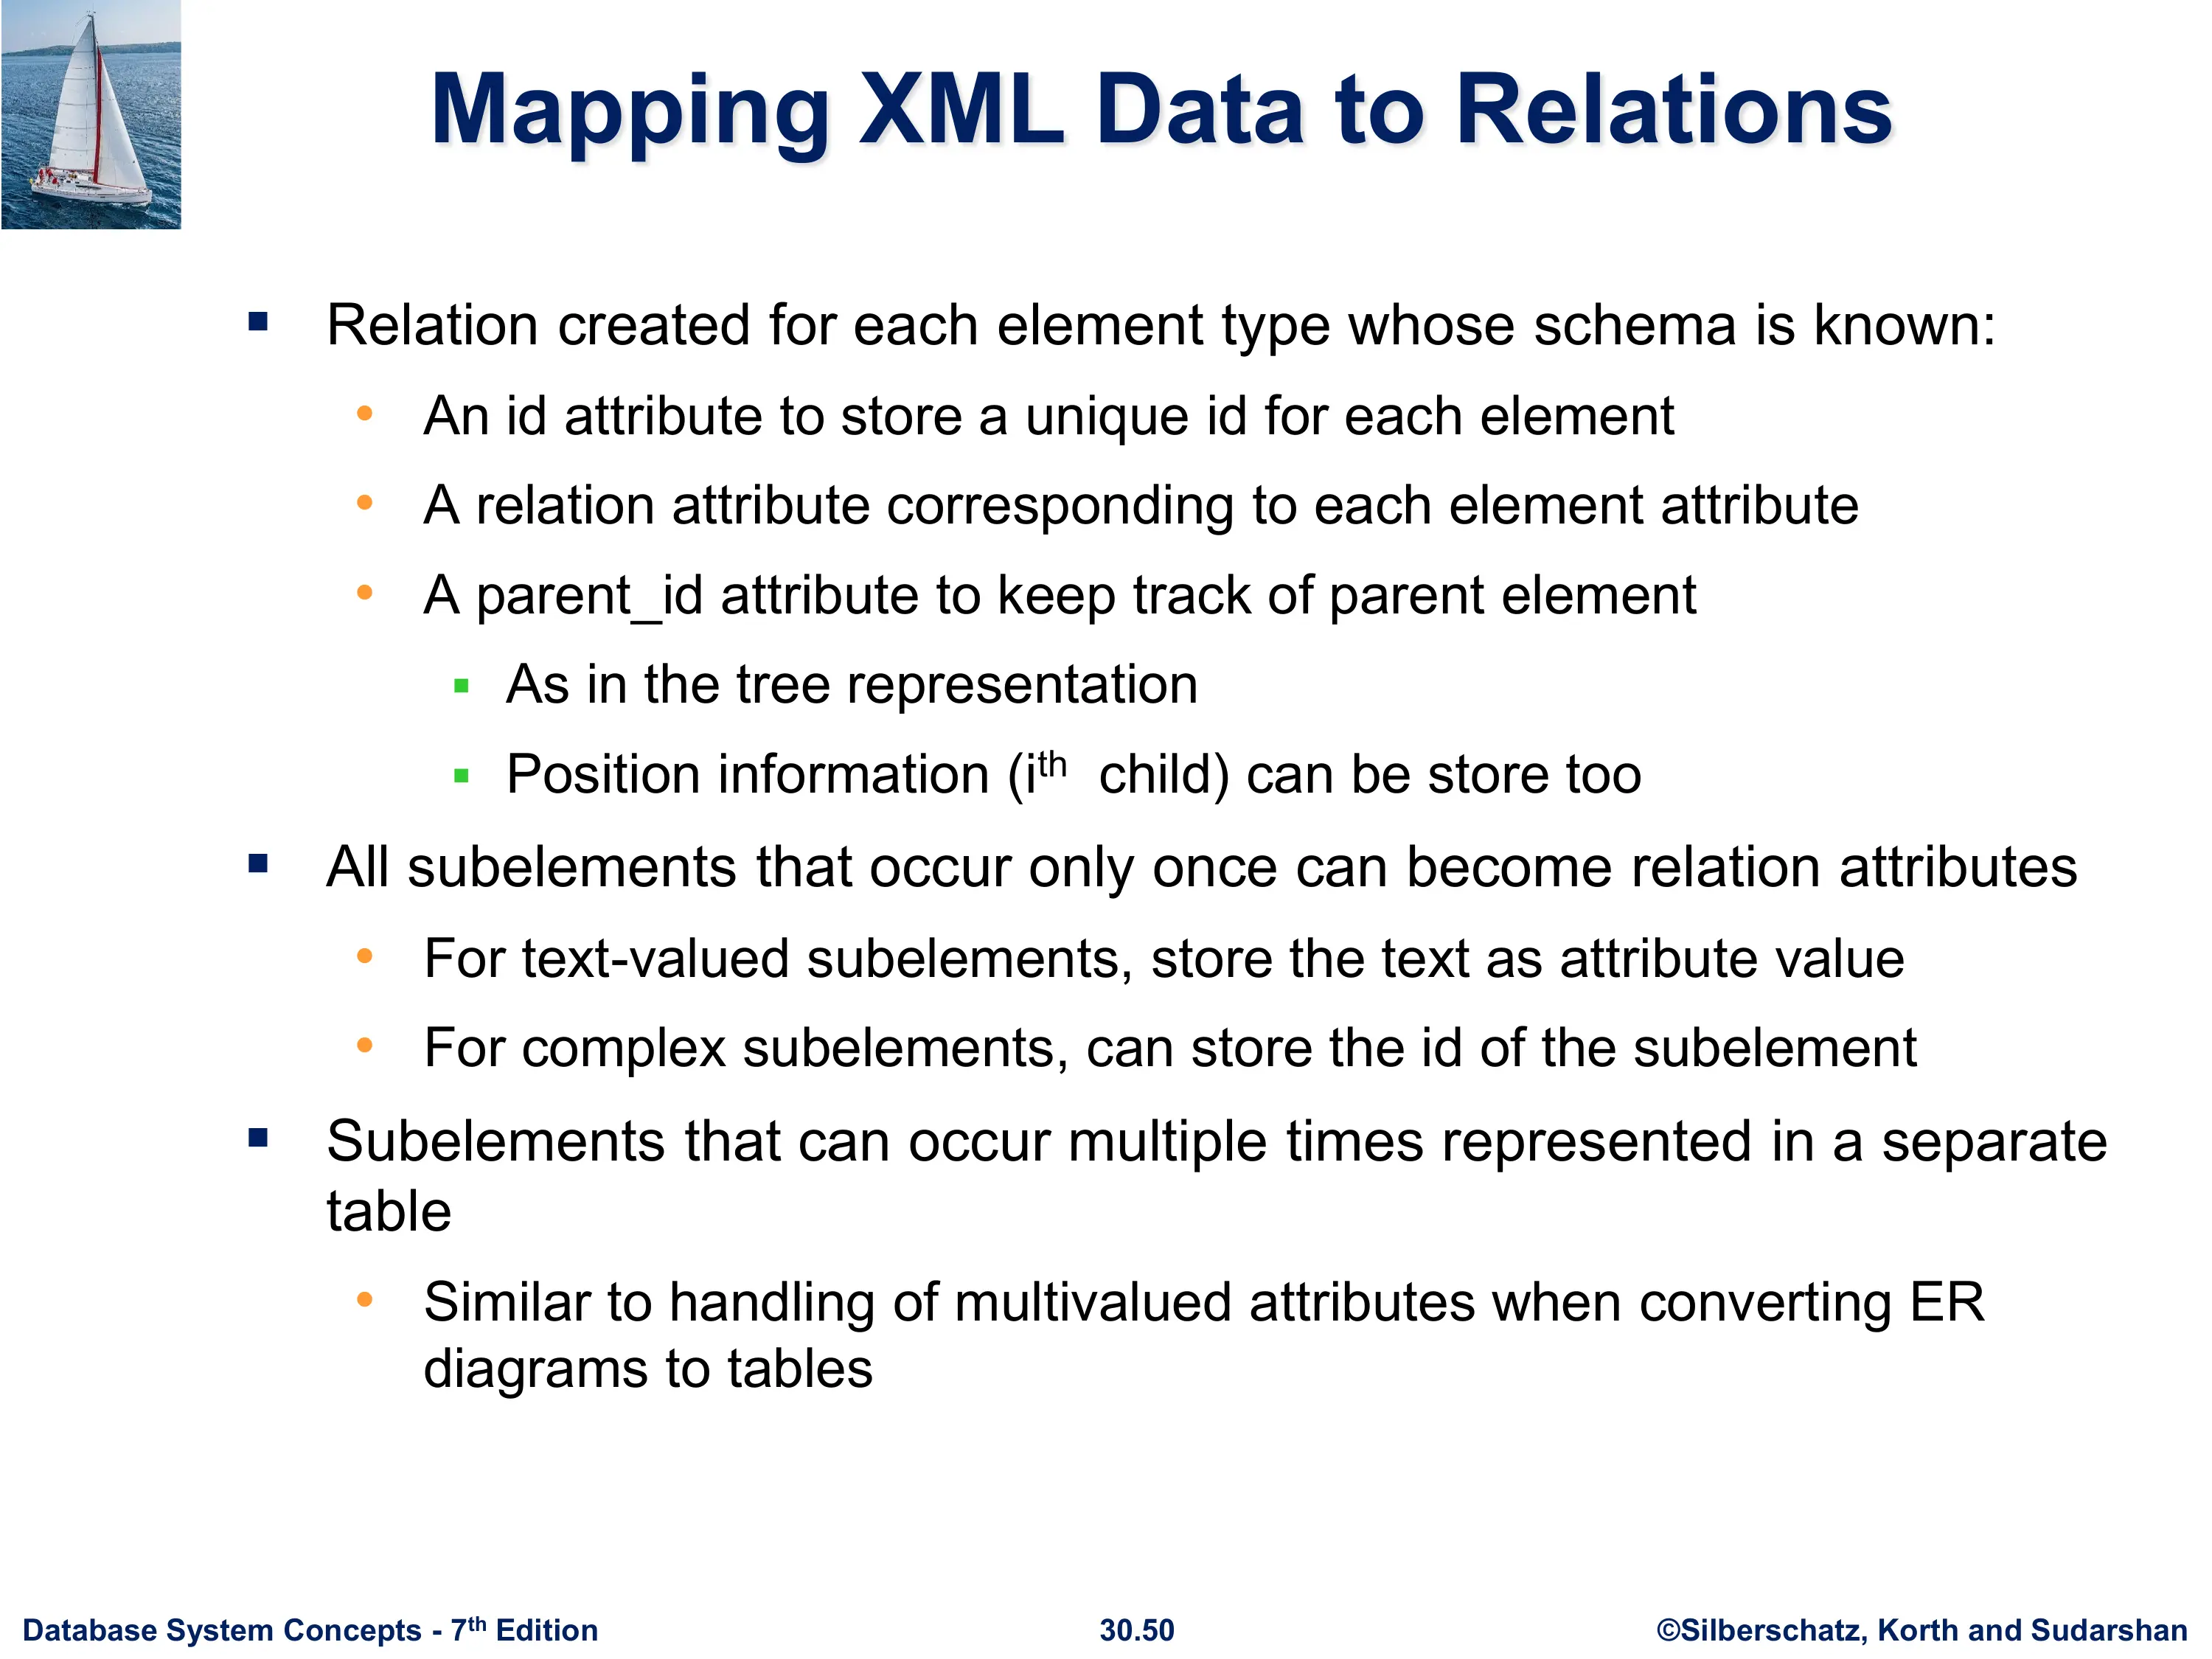 Mapping XML Data to Relations
Relation created for each element type whose schema is known:
An id attribute to store a unique id for each element
A relation attribute corresponding to each element attribute
A parent_id attribute to keep track of parent element
As in the tree representation
Position information (ith child) can be store too
All subelements that occur only once can become relation attributes
For text-valued subelements, store the text as attribute value
For complex subelements, can store the id of the subelement
Subelements that can occur multiple times represented in a separate
table
Similar to handling of multivalued attributes when converting ER
diagrams to tables
Database System Concepts - 7th Edition
30.50
©Silberschatz, Korth and Sudarshan